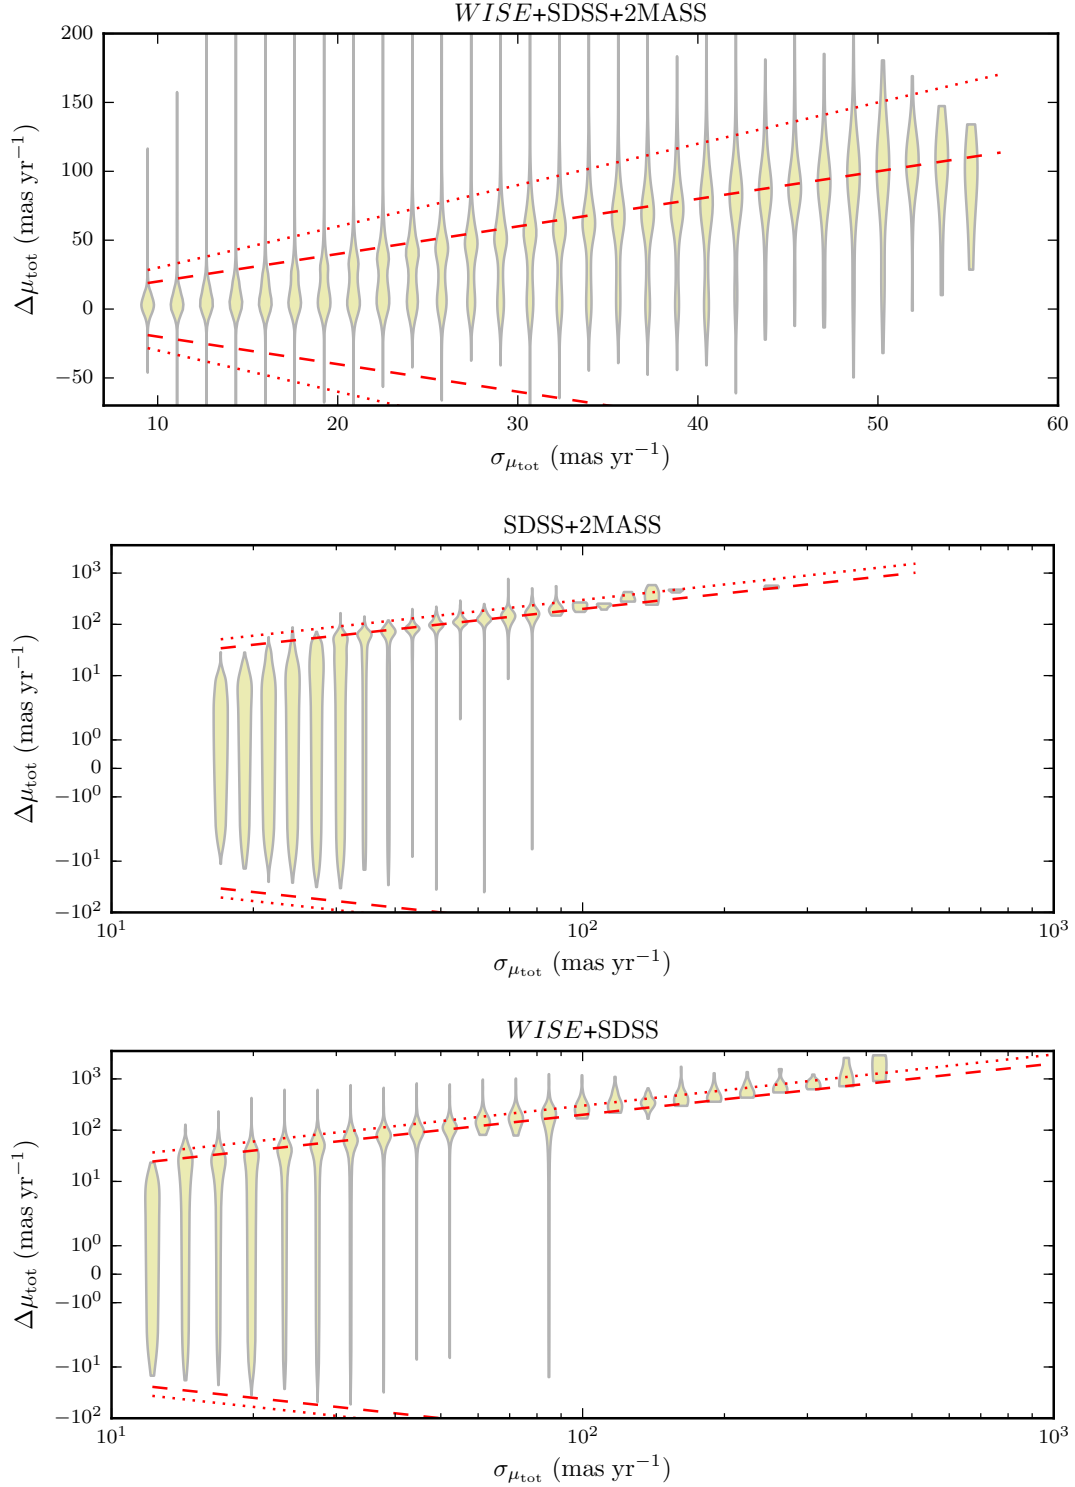 WISE+SDSS+2MASS
200
150
100
50
0
−50
Δμtot (mas yr⁻¹)
10 20 30 40 50 60
σμtot (mas yr⁻¹)
SDSS+2MASS
10³
10²
10¹
10⁰
0
−10⁰
−10¹
−10²
Δμtot (mas yr⁻¹)
10¹ 10² 10³
σμtot (mas yr⁻¹)
WISE+SDSS
10³
10²
10¹
10⁰
0
−10⁰
−10¹
−10²
Δμtot (mas yr⁻¹)
10¹ 10² 10³
σμtot (mas yr⁻¹)